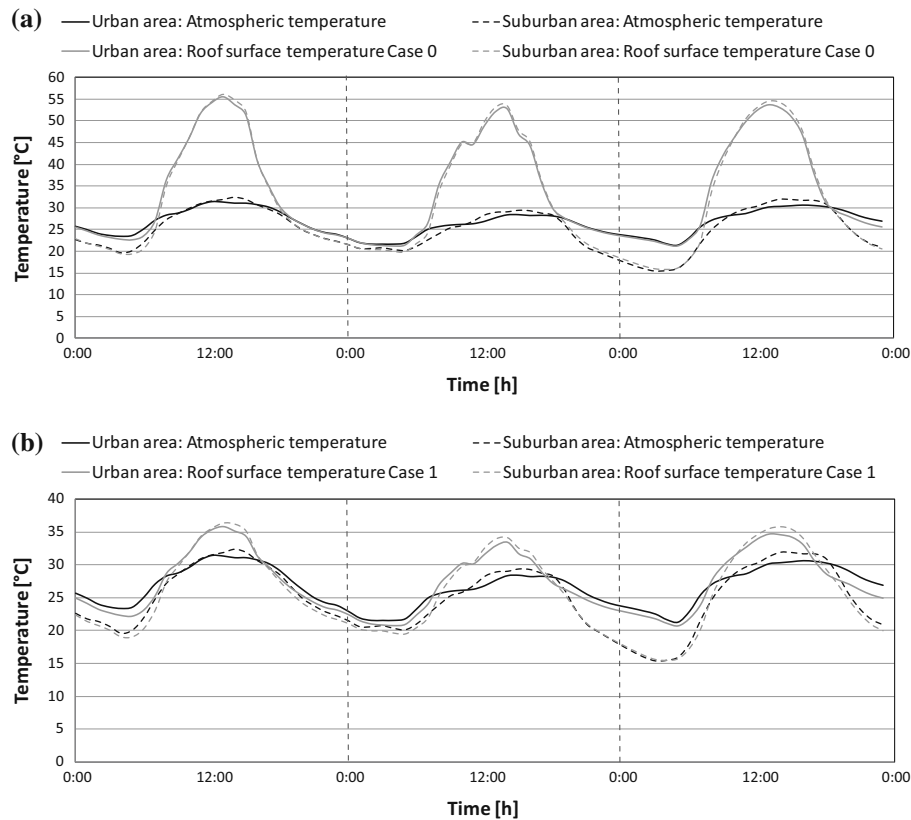 (a)
Urban area: Atmospheric temperature
Suburban area: Atmospheric temperature
Urban area: Roof surface temperature Case 0
Suburban area: Roof surface temperature Case 0
60
55
50
45
40
35
30
25
20
15
10
5
0
Temperature [°C]
0:00
12:00
0:00
12:00
0:00
12:00
0:00
Time [h]
(b)
Urban area: Atmospheric temperature
Suburban area: Atmospheric temperature
Urban area: Roof surface temperature Case 1
Suburban area: Roof surface temperature Case 1
40
35
30
25
20
15
10
5
0
Temperature [°C]
0:00
12:00
0:00
12:00
0:00
12:00
0:00
Time [h]